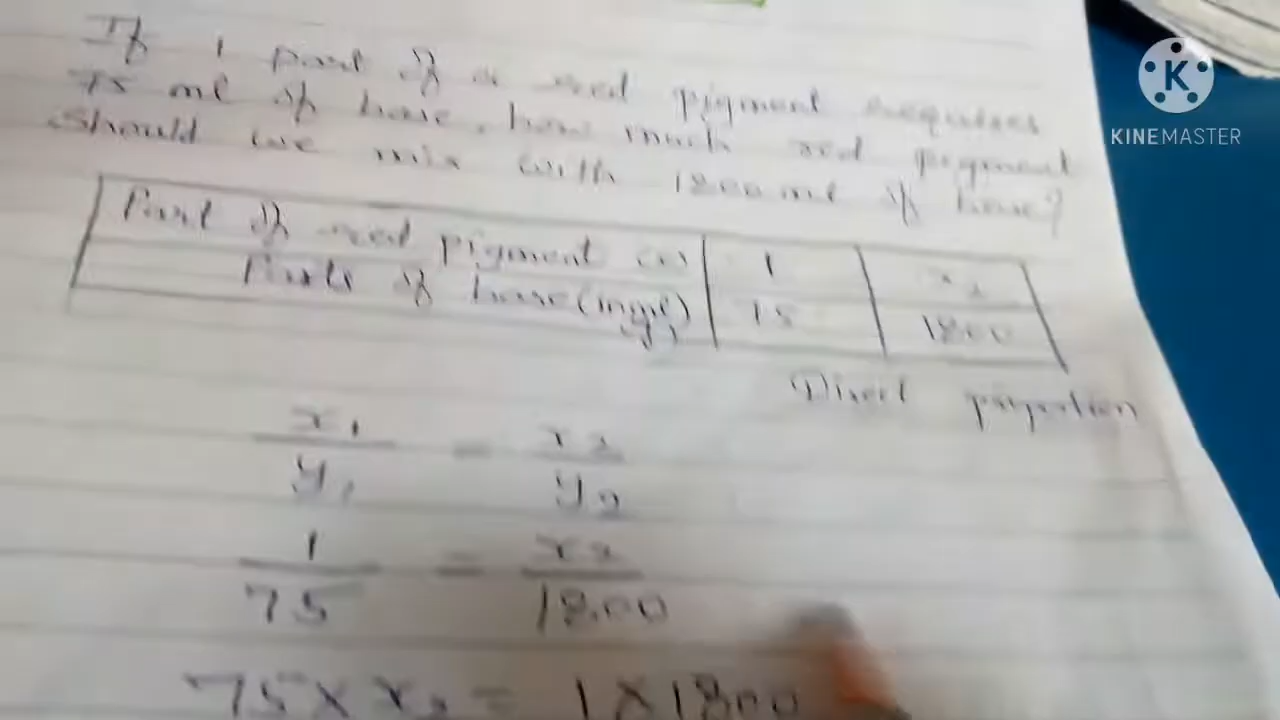 If 1 part of a red pigment requires
75 ml of base, how much red pigment
should we mix with 1800 ml of base?
Part of red pigment (x) 1 x₂
Parts of base (in ml) (y) 75 1800
Direct proportion
x₁/y₁ = x₂/y₂
1/75 = x₂/1800
75 × x₂ = 1 × 1800
KINEMASTER